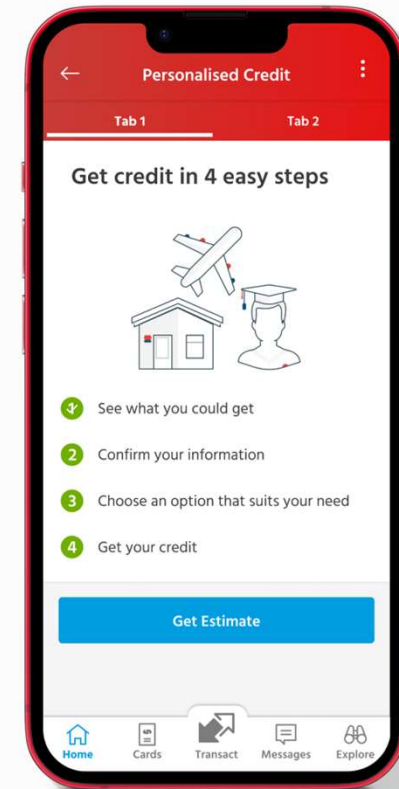 Personalised Credit
Tab 1 Tab 2
Get credit in 4 easy steps
See what you could get
2 Confirm your information
3 Choose an option that suits your need
4 Get your credit
Get Estimate
Home Cards Transact Messages Explore